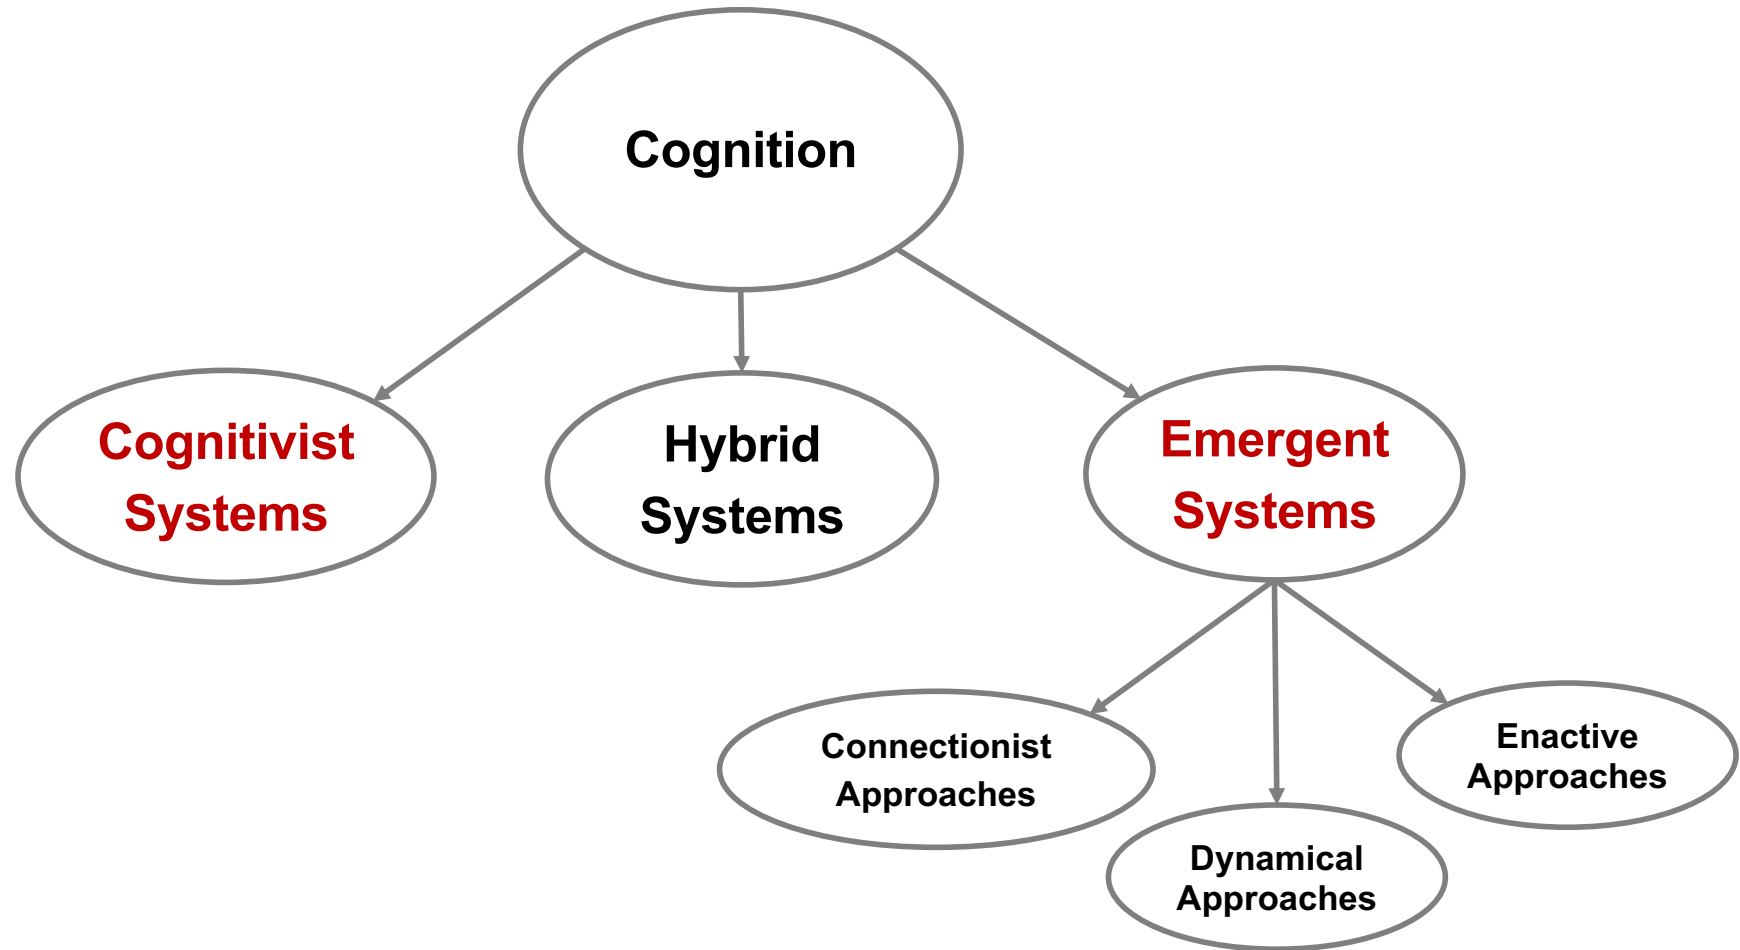 Cognition
Cognitivist
Systems
Hybrid
Systems
Emergent
Systems
Connectionist
Approaches
Dynamical
Approaches
Enactive
Approaches